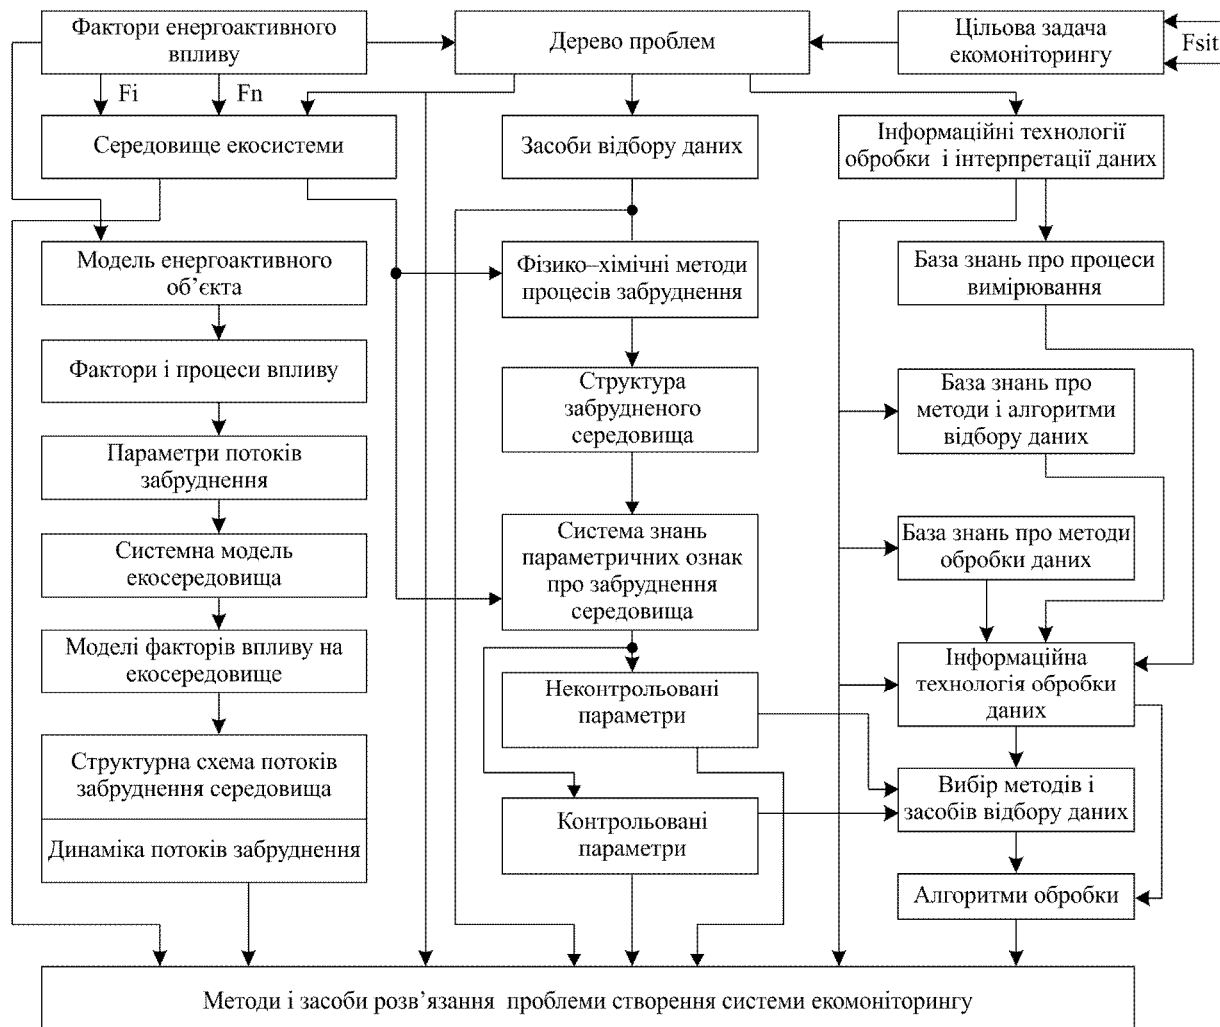 Фактори енергоактивного
впливу
Дерево проблем
Цільова задача
екомоніторингу
Fsit
Fi
Fn
Середовище екосистеми
Засоби відбору даних
Інформаційні технології
обробки і інтерпретації даних
Модель енергоактивного
об’єкта
Фізико–хімічні методи
процесів забруднення
База знань про процеси
вимірювання
Фактори і процеси впливу
Структура
забрудненого
середовища
База знань про
методи і алгоритми
відбору даних
Параметри потоків
забруднення
Системна модель
екосередовища
Система знань
параметричних ознак
про забруднення
середовища
База знань про методи
обробки даних
Моделі факторів впливу на
екосередовище
Неконтрольовані
параметри
Інформаційна
технологія обробки
даних
Структурна схема потоків
забруднення середовища
Динаміка потоків забруднення
Контрольовані
параметри
Вибір методів і
засобів відбору даних
Алгоритми обробки
Методи і засоби розв’язання проблеми створення системи екомоніторингу